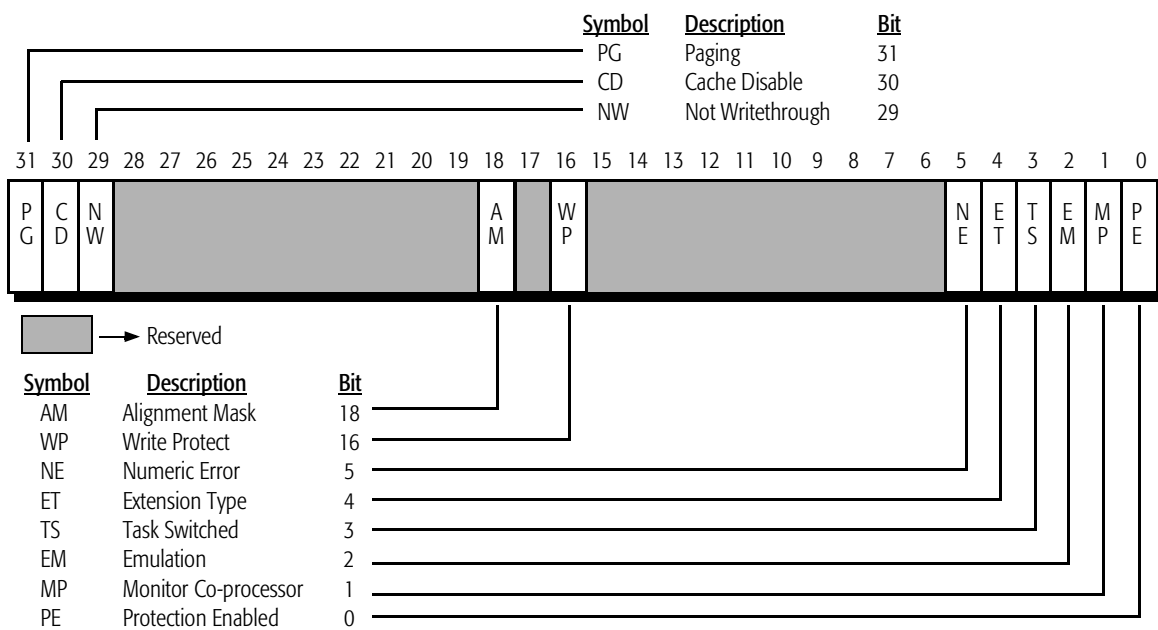 Symbol Description Bit
PG Paging 31
CD Cache Disable 30
NW Not Writethrough 29
31 30 29 28 27 26 25 24 23 22 21 20 19 18 17 16 15 14 13 12 11 10 9 8 7 6 5 4 3 2 1 0
P C N A W N E T E M P
G D W M P E T S M P E
Reserved
Symbol Description Bit
AM Alignment Mask 18
WP Write Protect 16
NE Numeric Error 5
ET Extension Type 4
TS Task Switched 3
EM Emulation 2
MP Monitor Co-processor 1
PE Protection Enabled 0